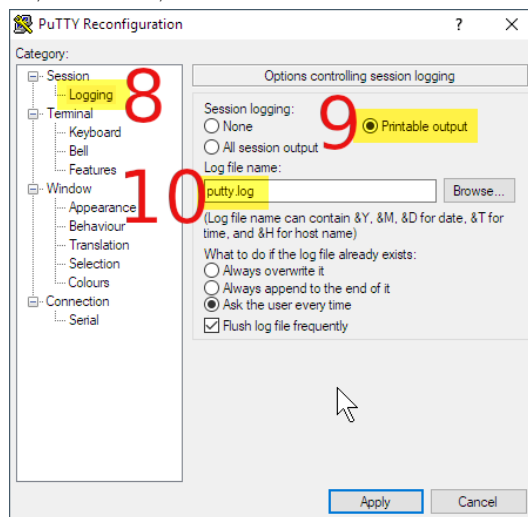 PuTTY Reconfiguration ? ×
Category:
Session
Logging
Terminal
Keyboard
Bell
Features
Window
Appearance
Behaviour
Translation
Selection
Colours
Connection
Serial
8
9
10
Options controlling session logging
Session logging:
None
Printable output
All session output
Log file name:
putty.log
Browse...
(Log file name can contain &Y, &M, &D for date, &T for
time, and &H for host name)
What to do if the log file already exists:
Always overwrite it
Always append to the end of it
Ask the user every time
Flush log file frequently
Apply
Cancel